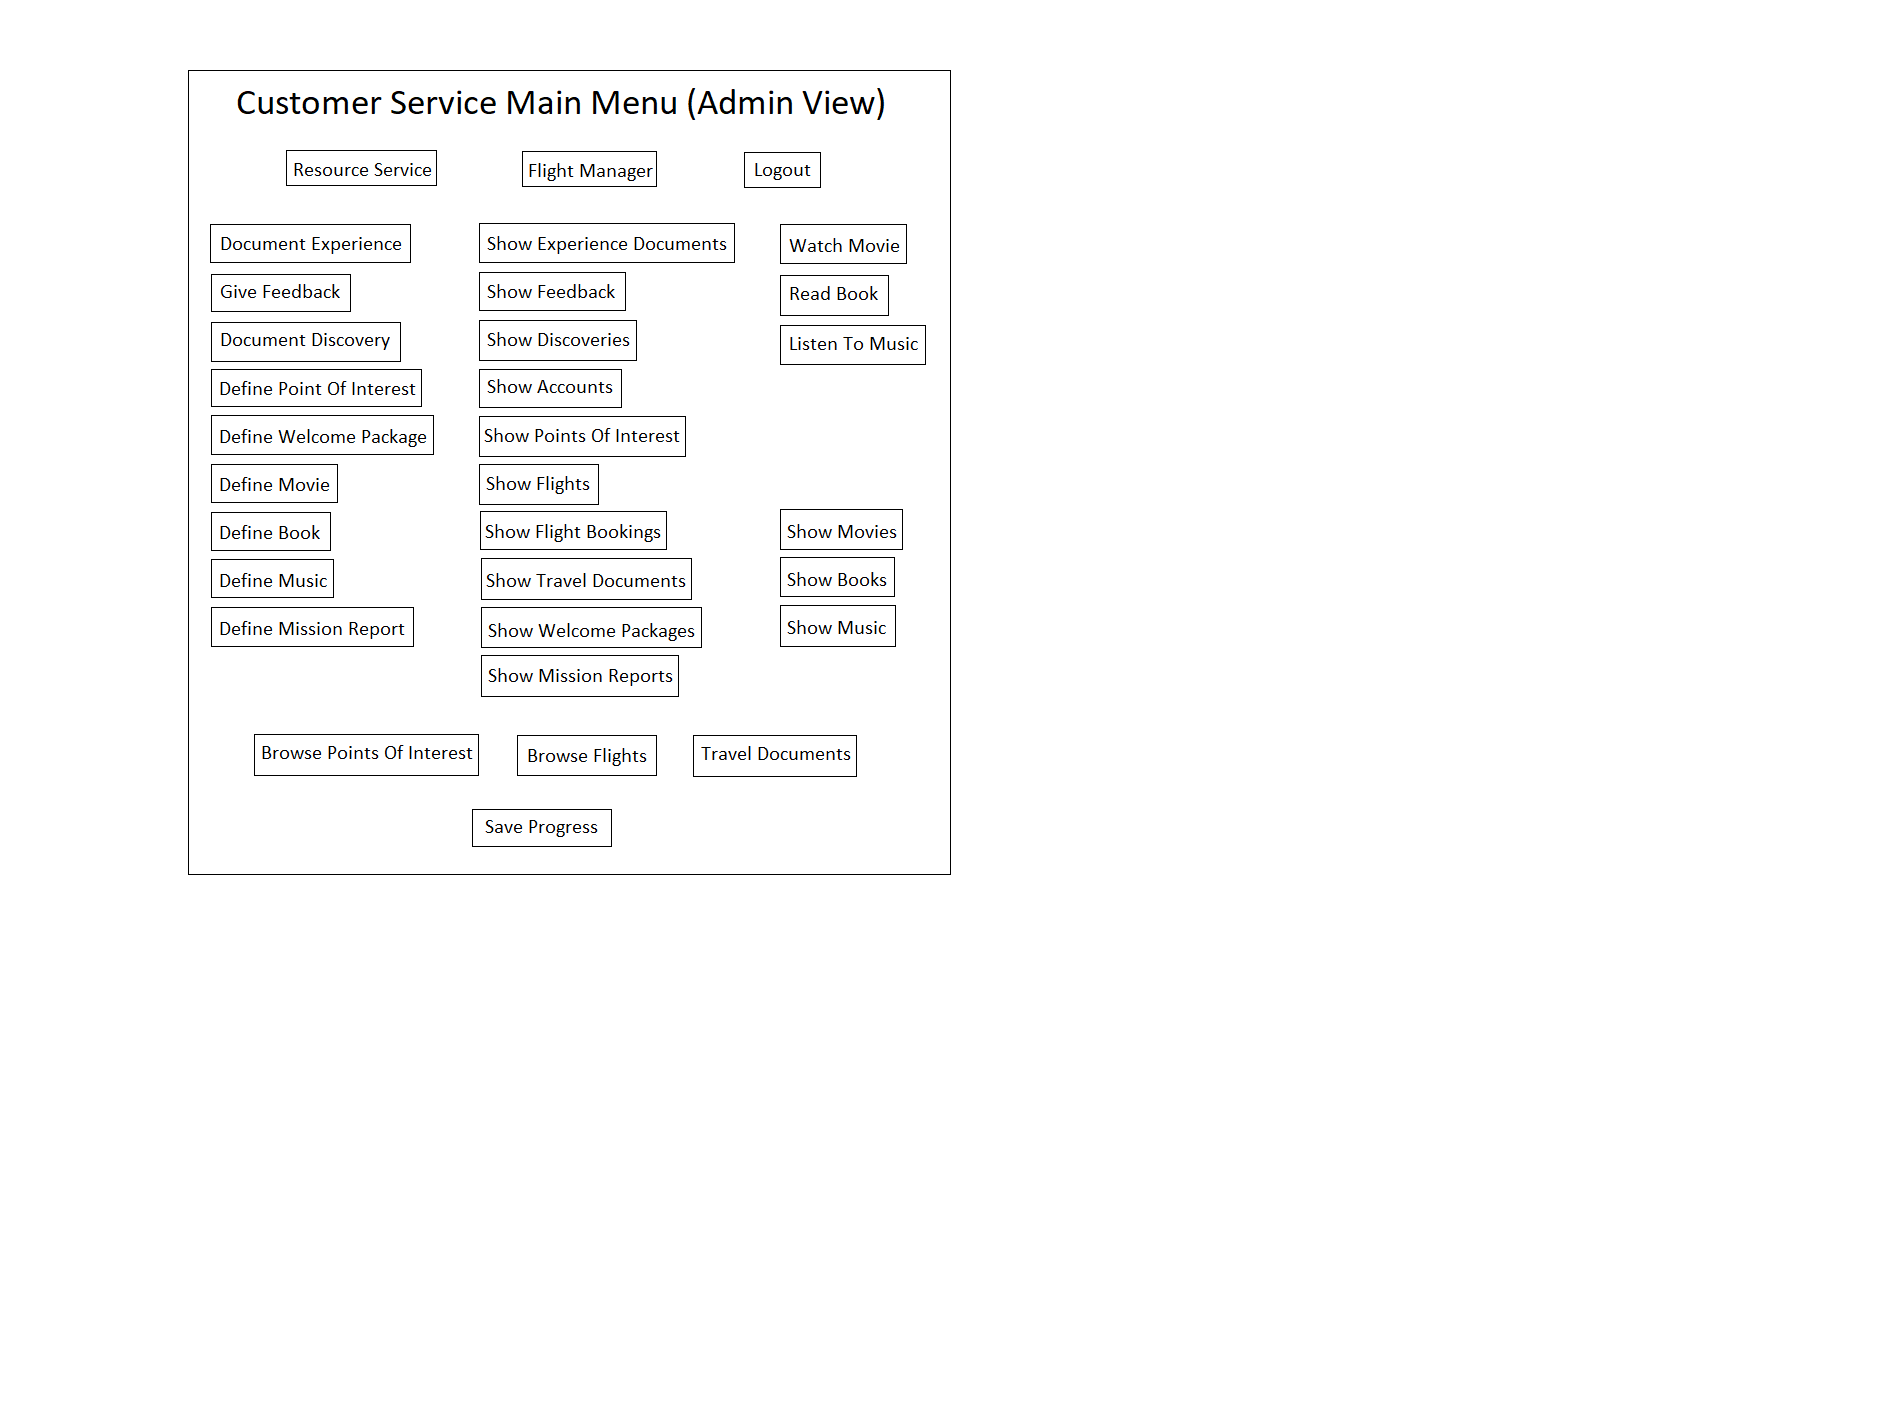 Customer Service Main Menu (Admin View)
Resource Service
Flight Manager
Logout
Document Experience
Show Experience Documents
Watch Movie
Give Feedback
Show Feedback
Read Book
Document Discovery
Show Discoveries
Listen To Music
Define Point Of Interest
Show Accounts
Define Welcome Package
Show Points Of Interest
Define Movie
Show Flights
Define Book
Show Flight Bookings
Show Movies
Define Music
Show Travel Documents
Show Books
Define Mission Report
Show Welcome Packages
Show Music
Show Mission Reports
Browse Points Of Interest
Browse Flights
Travel Documents
Save Progress